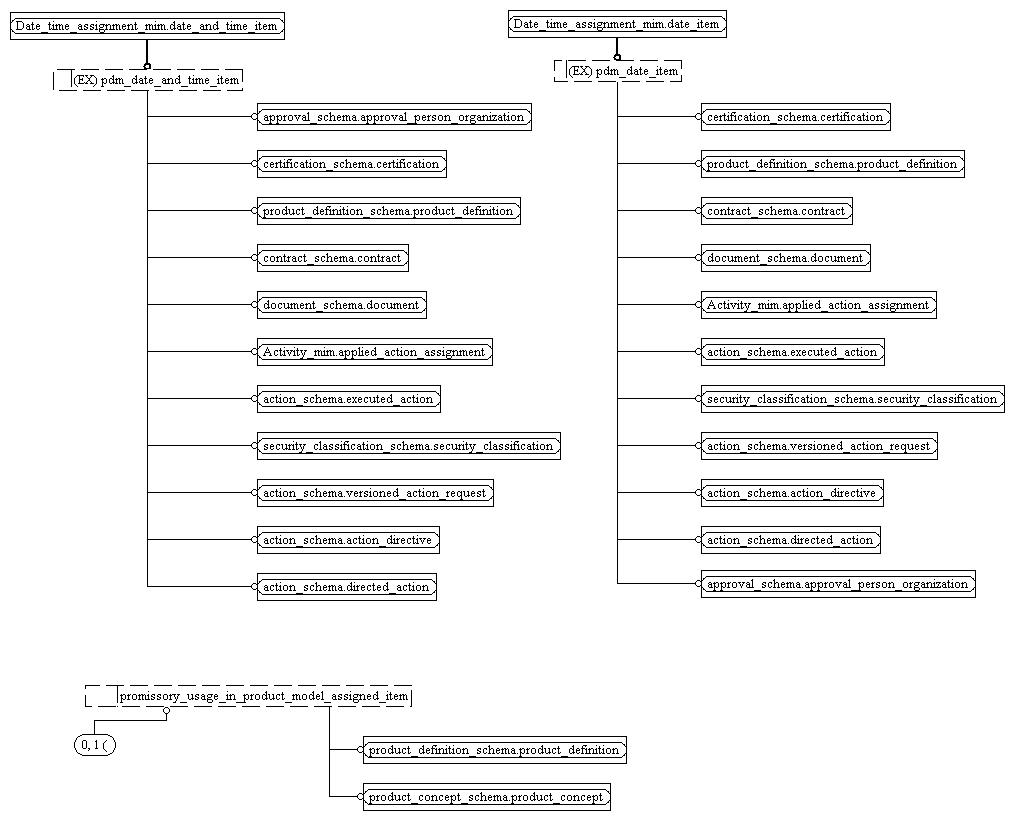 Date_time_assignment_mim.date_and_time_item
(EX) pdm_date_and_time_item
approval_schema.approval_person_organization
certification_schema.certification
product_definition_schema.product_definition
contract_schema.contract
document_schema.document
Activity_mim.applied_action_assignment
action_schema.executed_action
security_classification_schema.security_classification
action_schema.versioned_action_request
action_schema.action_directive
action_schema.directed_action
Date_time_assignment_mim.date_item
(EX) pdm_date_item
certification_schema.certification
product_definition_schema.product_definition
contract_schema.contract
document_schema.document
Activity_mim.applied_action_assignment
action_schema.executed_action
security_classification_schema.security_classification
action_schema.versioned_action_request
action_schema.action_directive
action_schema.directed_action
approval_schema.approval_person_organization
promissory_usage_in_product_model_assigned_item
0, 1 (
product_definition_schema.product_definition
product_concept_schema.product_concept